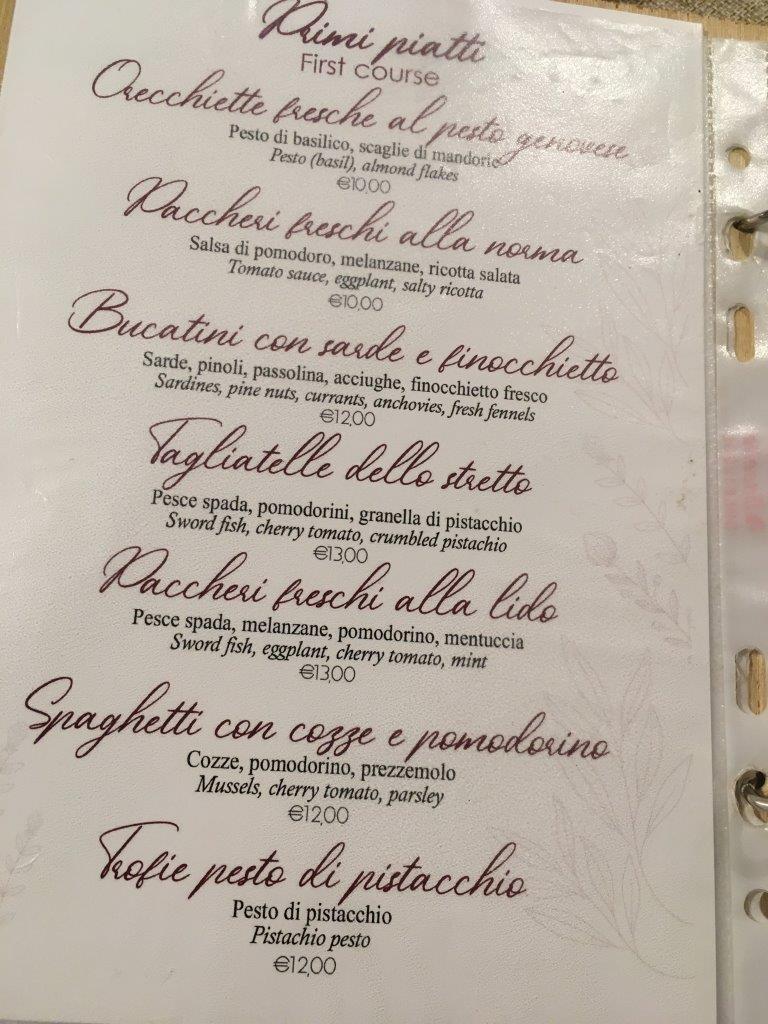 Primi piatti
First course
Orecchiette fresche al pesto genovese
Pesto di basilico, scaglie di mandorle
Pesto (basil), almond flakes
€10,00
Paccheri freschi alla norma
Salsa di pomodoro, melanzane, ricotta salata
Tomato sauce, eggplant, salty ricotta
€10,00
Bucatini con sarde e finocchietto
Sarde, pinoli, passolina, acciughe, finocchietto fresco
Sardines, pine nuts, currants, anchovies, fresh fennels
€12,00
Tagliatelle dello stretto
Pesce spada, pomodorini, granella di pistacchio
Sword fish, cherry tomato, crumbled pistachio
€13,00
Paccheri freschi alla lido
Pesce spada, melanzane, pomodorino, mentuccia
Sword fish, eggplant, cherry tomato, mint
€13,00
Spaghetti con cozze e pomodorino
Cozze, pomodorino, prezzemolo
Mussels, cherry tomato, parsley
€12,00
Trofie pesto di pistacchio
Pesto di pistacchio
Pistachio pesto
€12,00